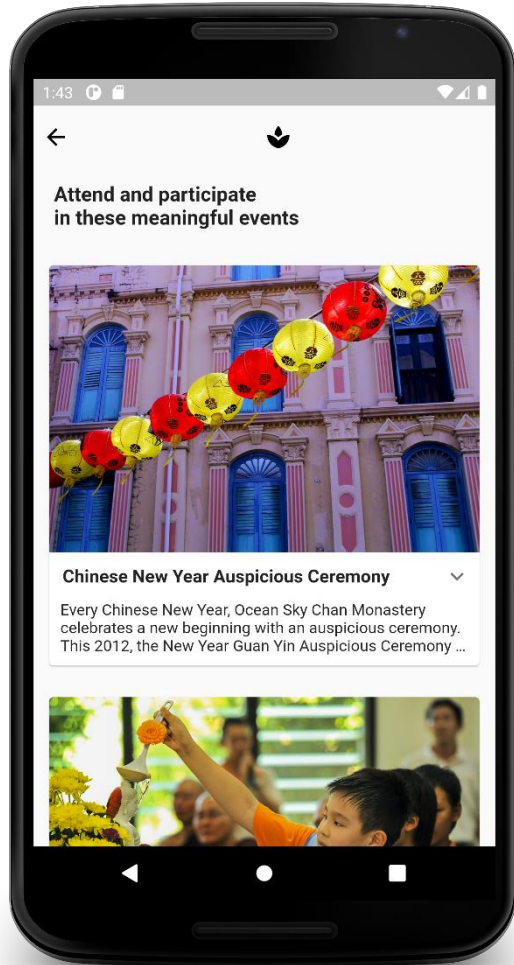 1:43
Attend and participate
in these meaningful events
Chinese New Year Auspicious Ceremony
Every Chinese New Year, Ocean Sky Chan Monastery
celebrates a new beginning with an auspicious ceremony.
This 2012, the New Year Guan Yin Auspicious Ceremony ...